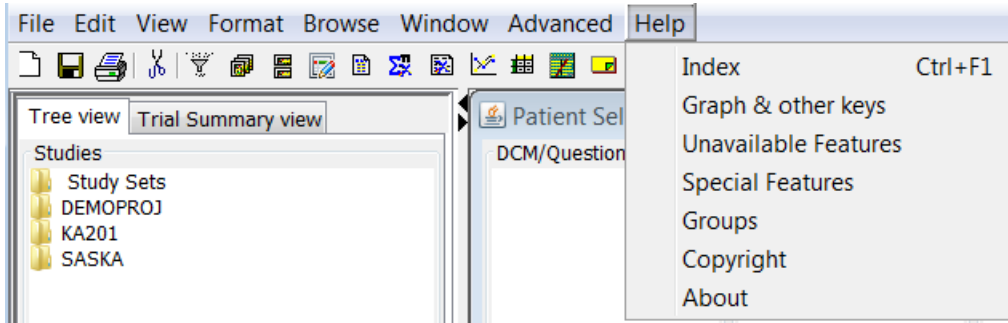 File Edit View Format Browse Window Advanced Help
Index Ctrl+F1
Graph & other keys
Unavailable Features
Special Features
Groups
Copyright
About
Tree view Trial Summary view
Studies
Study Sets
DEMOPROJ
KA201
SASKA
Patient Sel
DCM/Question